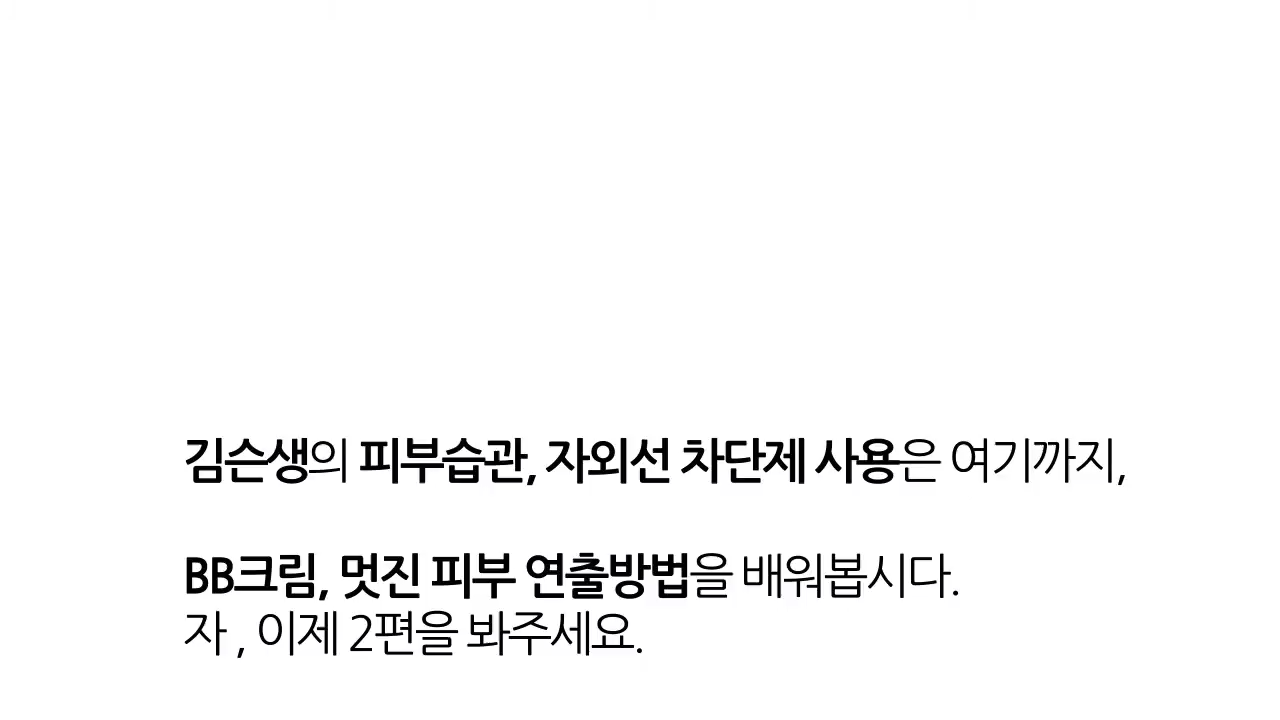 김슨생의 피부습관, 자외선 차단제 사용은 여기까지,
BB크림, 멋진 피부 연출방법을 배워봅시다.
자 , 이제 2편을 봐주세요.